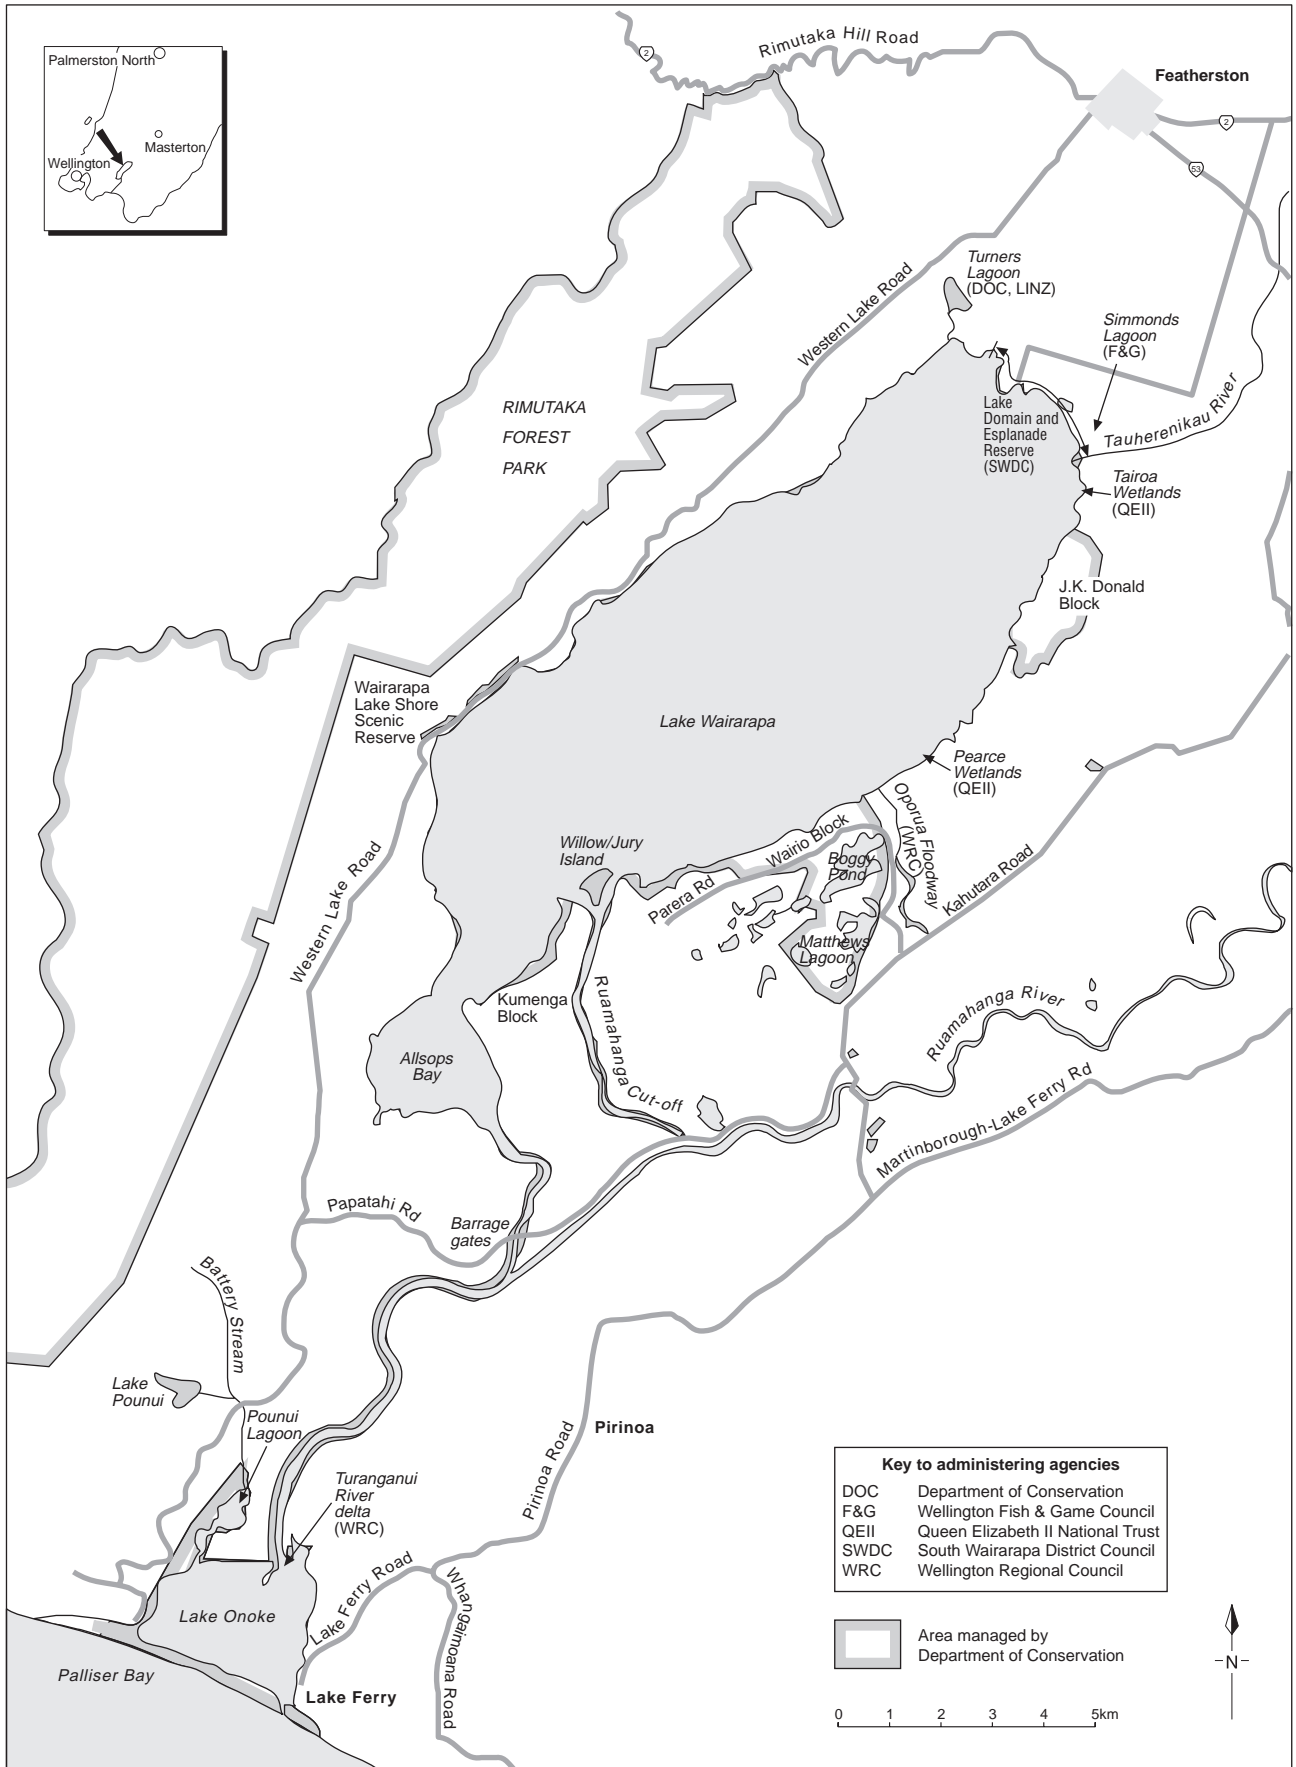 Palmerston North
Masterton
Wellington
2
Rimutaka Hill Road
Featherston
2
53
Western Lake Road
Turners
Lagoon
(DOC, LINZ)
Simmonds
Lagoon
(F&G)
Tauherenikau River
RIMUTAKA
FOREST
PARK
Lake
Domain and
Esplanade
Reserve
(SWDC)
Tairoa
Wetlands
(QEII)
J.K. Donald
Block
Wairarapa
Lake Shore
Scenic
Reserve
Lake Wairarapa
Pearce
Wetlands
(QEII)
Oporua Floodway
(WRC)
Willow/Jury
Island
Wairio Block
Boggy
Pond
Parera Rd
Kahutara Road
Western Lake Road
Matthews
Lagoon
Kumenga
Block
Ruamahanga Cut-off
Ruamahanga River
Allsops
Bay
Martinborough-Lake Ferry Rd
Papatahi Rd
Barrage
gates
Battery Stream
Lake
Pounui
Pounui
Lagoon
Pirinoa Road
Pirinoa
Turanganui
River
delta
(WRC)
Lake Ferry Road
Whangaimoana Road
Lake Onoke
Palliser Bay
Lake Ferry
Key to administering agencies
DOC Department of Conservation
F&G Wellington Fish & Game Council
QEII Queen Elizabeth II National Trust
SWDC South Wairarapa District Council
WRC Wellington Regional Council
Area managed by
Department of Conservation
N
0 1 2 3 4 5km